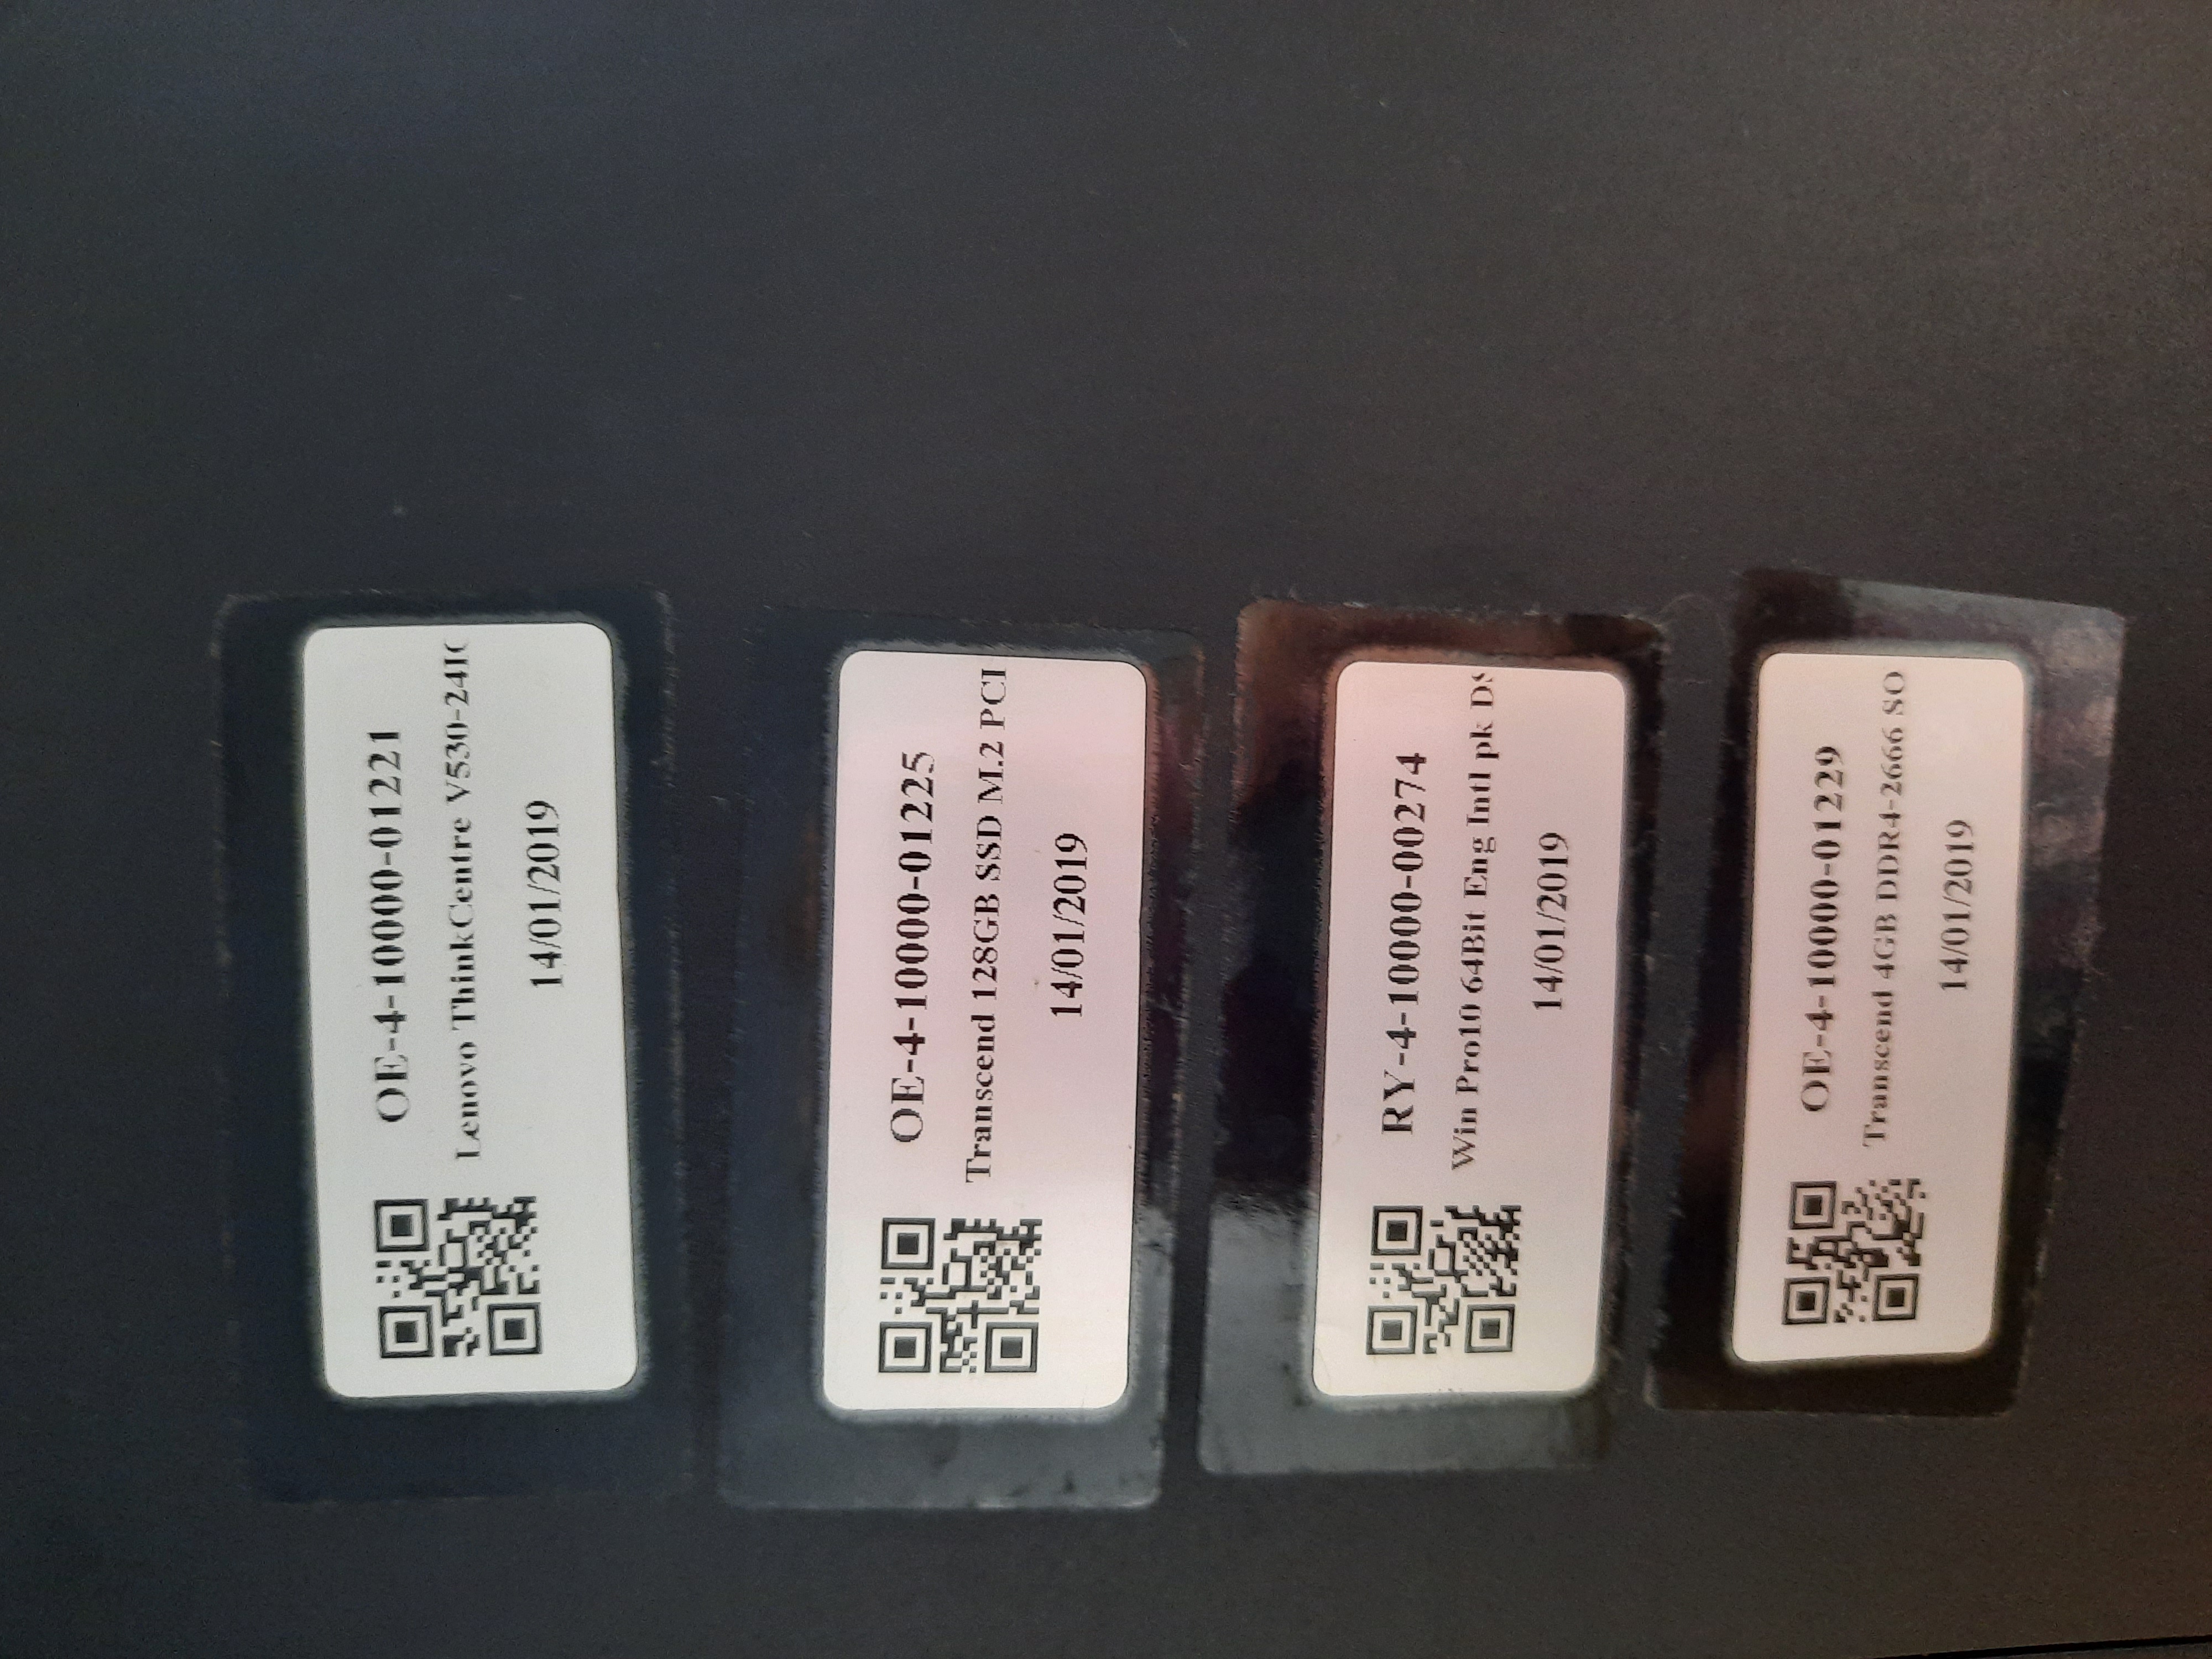 OE-4-10000-01221
Lenovo ThinkCentre V530-24I
14/01/2019
OE-4-10000-01225
Transcend 128GB SSD M.2 PCI
14/01/2019
RY-4-10000-00274
Win Pro10 64Bit Eng Intl pk DS
14/01/2019
OE-4-10000-01229
Transcend 4GB DDR4-2666 SO
14/01/2019